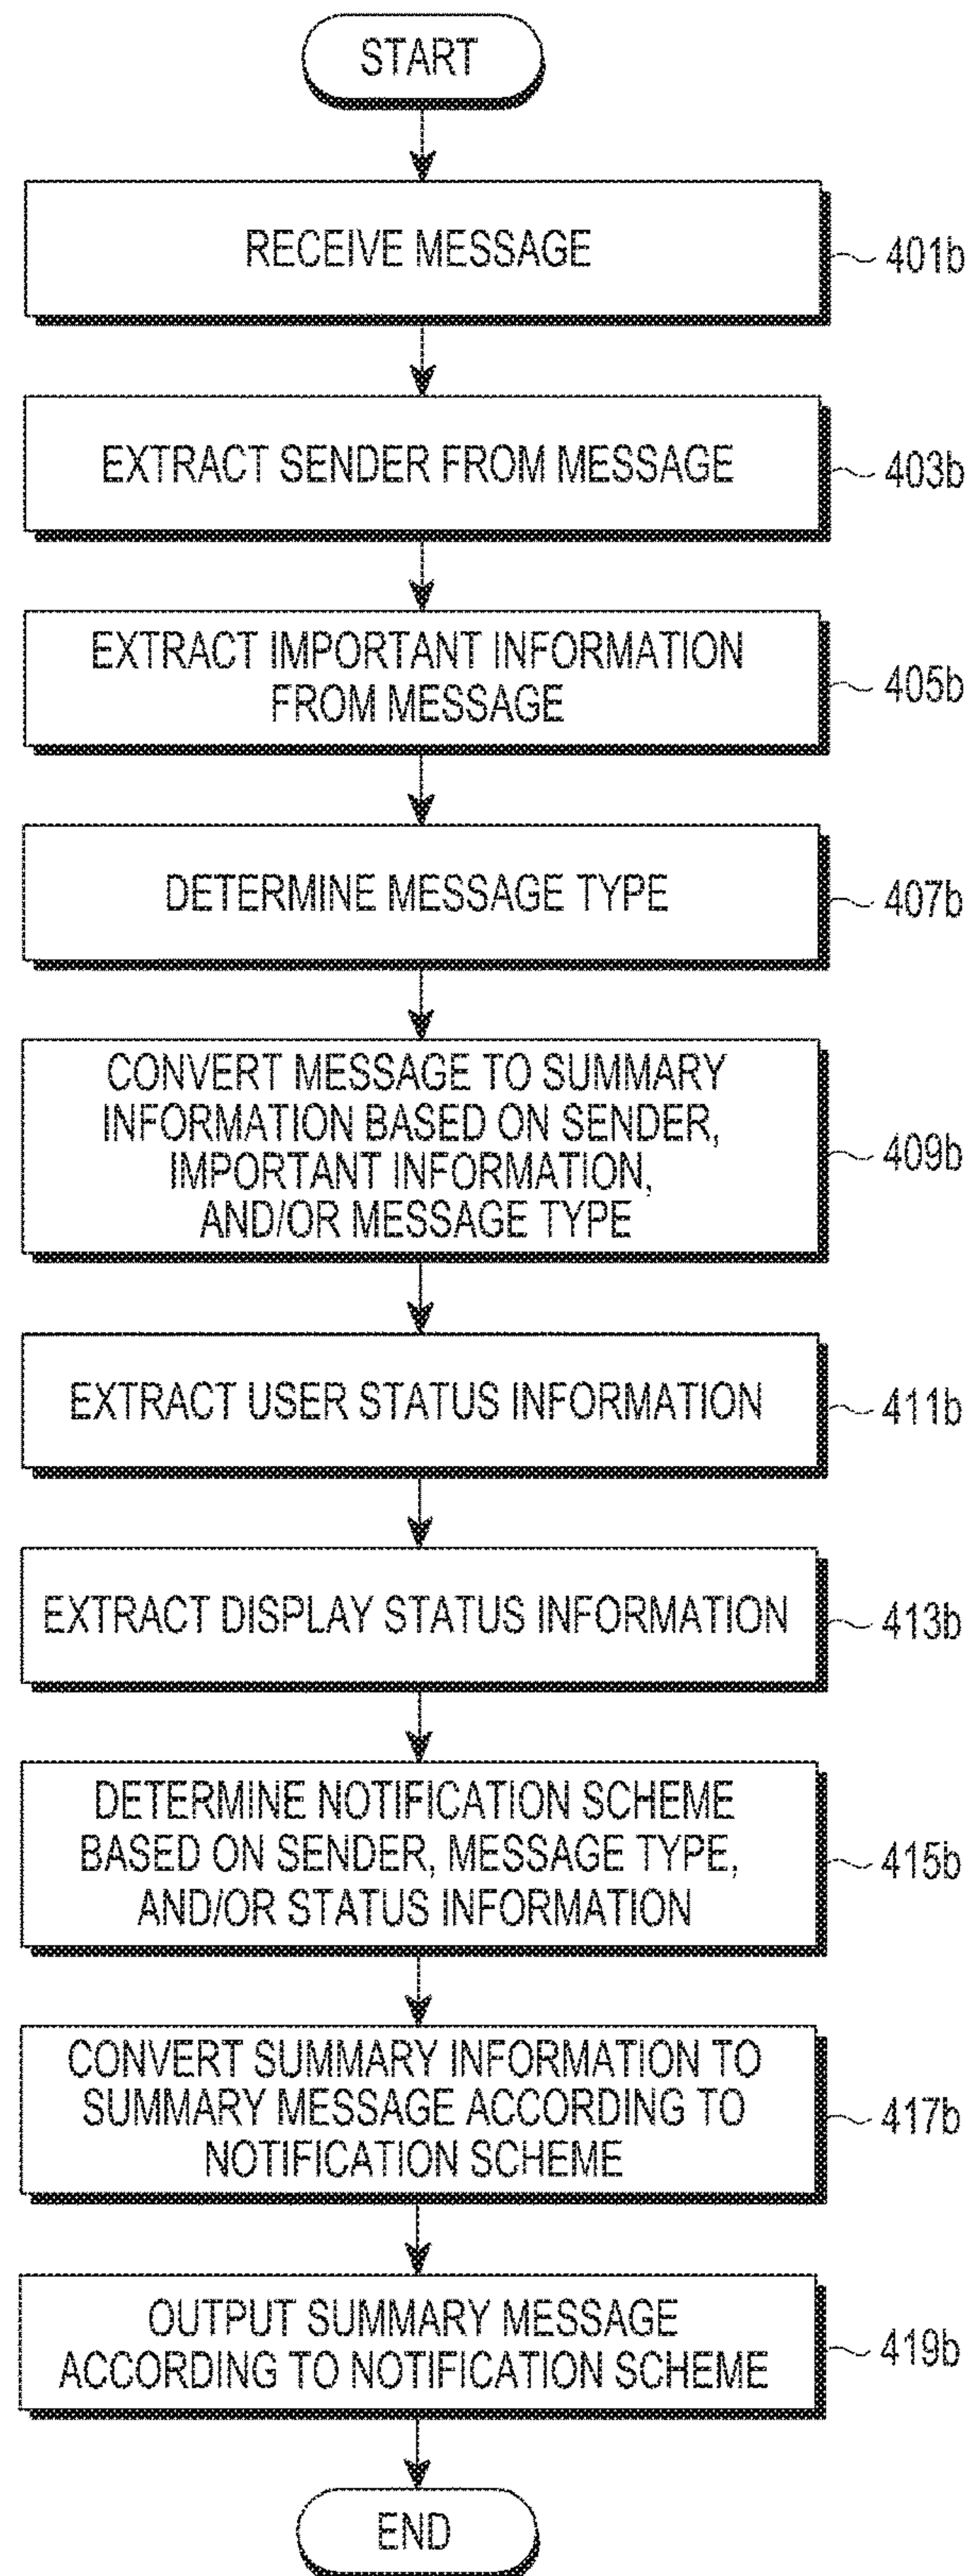 START
RECEIVE MESSAGE
401b
EXTRACT SENDER FROM MESSAGE
403b
EXTRACT IMPORTANT INFORMATION
FROM MESSAGE
405b
DETERMINE MESSAGE TYPE
407b
CONVERT MESSAGE TO SUMMARY
INFORMATION BASED ON SENDER,
IMPORTANT INFORMATION,
AND/OR MESSAGE TYPE
409b
EXTRACT USER STATUS INFORMATION
411b
EXTRACT DISPLAY STATUS INFORMATION
413b
DETERMINE NOTIFICATION SCHEME
BASED ON SENDER, MESSAGE TYPE,
AND/OR STATUS INFORMATION
415b
CONVERT SUMMARY INFORMATION TO
SUMMARY MESSAGE ACCORDING TO
NOTIFICATION SCHEME
417b
OUTPUT SUMMARY MESSAGE
ACCORDING TO NOTIFICATION SCHEME
419b
END